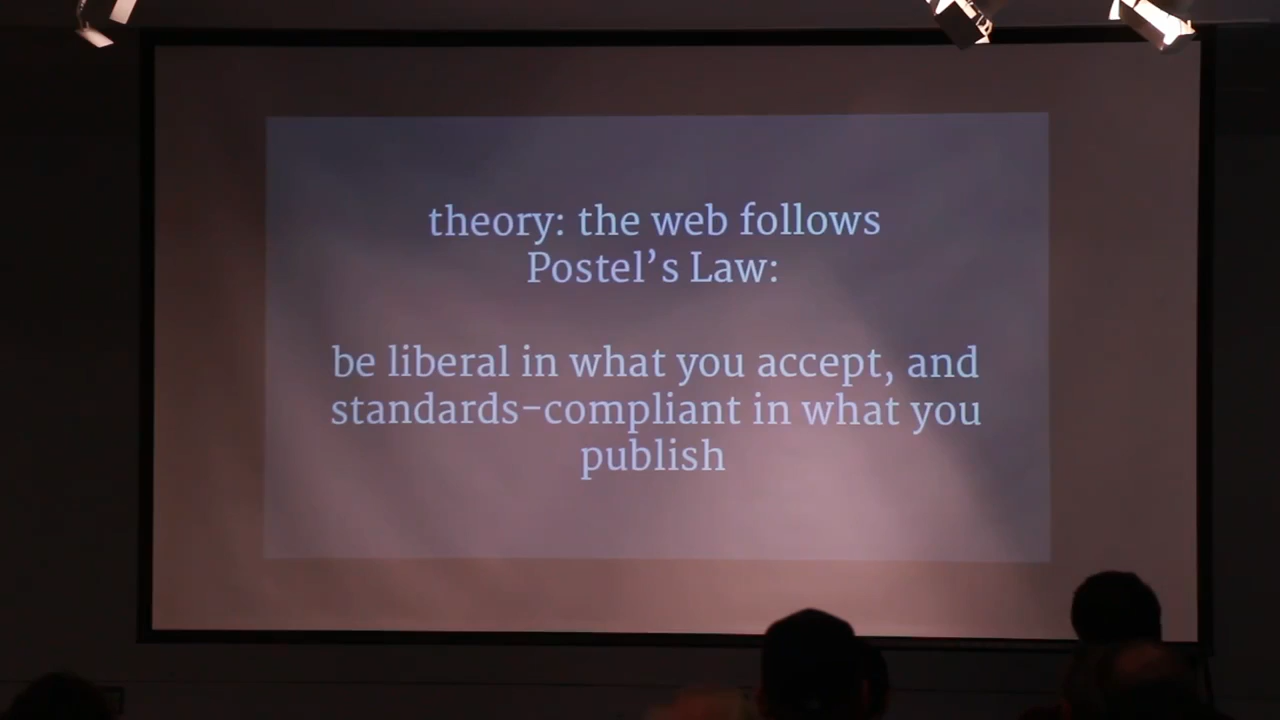 theory: the web follows
Postel’s Law:
be liberal in what you accept, and
standards-compliant in what you
publish